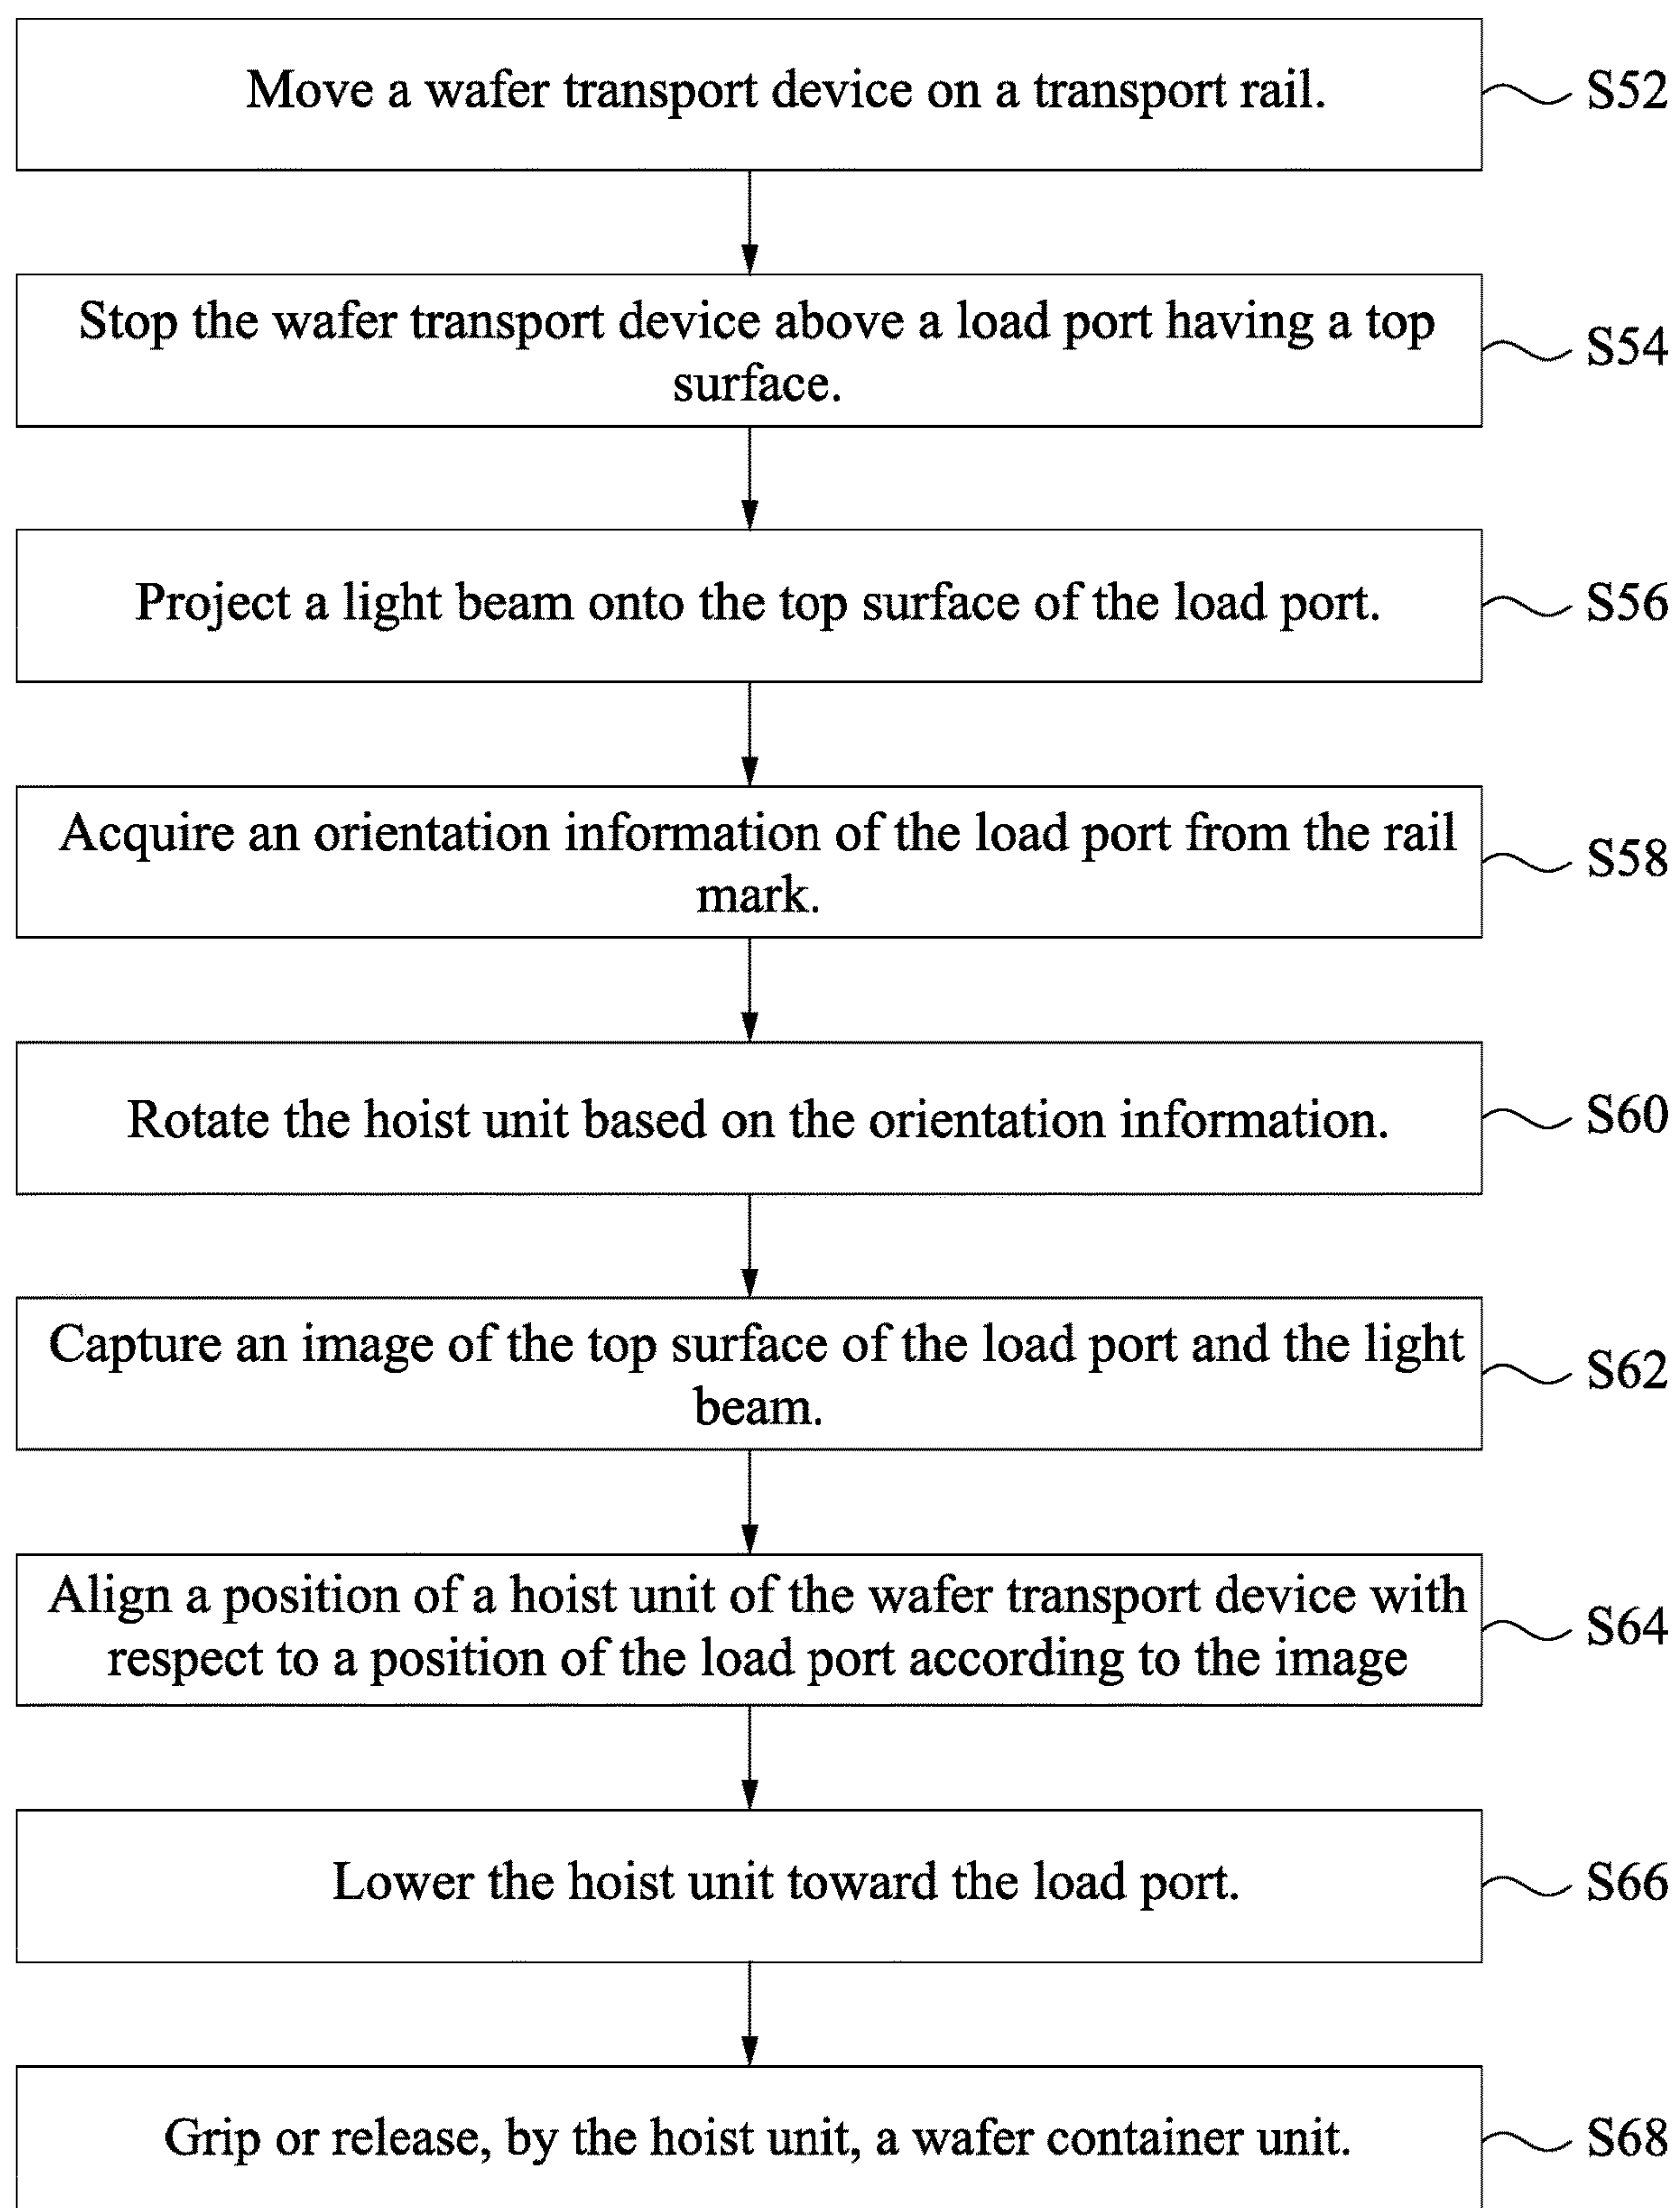 Move a wafer transport device on a transport rail.
S52
Stop the wafer transport device above a load port having a top
surface.
S54
Project a light beam onto the top surface of the load port.
S56
Acquire an orientation information of the load port from the rail
mark.
S58
Rotate the hoist unit based on the orientation information.
S60
Capture an image of the top surface of the load port and the light
beam.
S62
Align a position of a hoist unit of the wafer transport device with
respect to a position of the load port according to the image
S64
Lower the hoist unit toward the load port.
S66
Grip or release, by the hoist unit, a wafer container unit.
S68